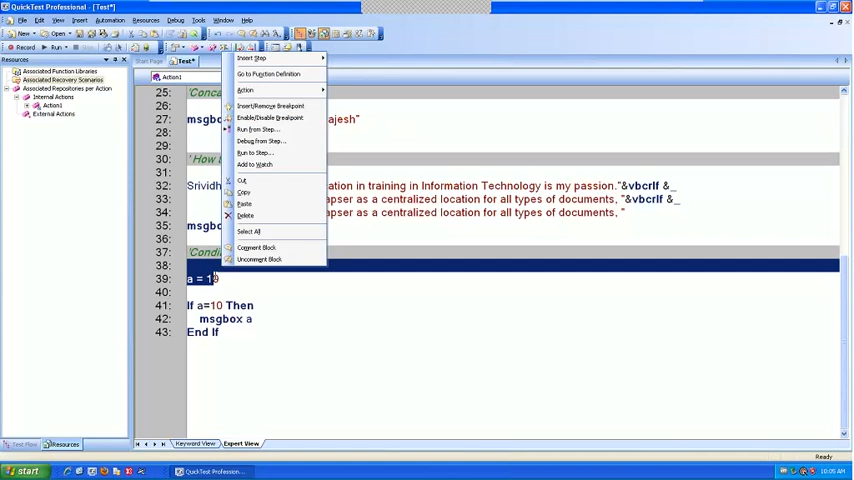 QuickTest Professional - [Test*]
File Edit View Insert Automation Resources Debug Tools Window Help
New Open
Record Run
Resources
Associated Function Libraries
Associated Recovery Scenarios
Associated Repositories per Action
Internal Actions
Action1
External Actions
Test Flow Resources
Start Page Test*
Action1
25: 'Conca
26:
27: msgbox ajesh"
28:
29:
30: ' How t
31:
32: Srividh ation in training in Information Technology is my passion."&vbcrlf &_
33: apser as a centralized location for all types of documents, "&vbcrlf &_
34: apser as a centralized location for all types of documents, "
35: msgbo
36:
37: 'Condi
38:
39: a = 19
40:
41: If a=10 Then
42: msgbox a
43: End If
Insert Step
Go to Function Definition
Action
Insert/Remove Breakpoint
Enable/Disable Breakpoint
Run from Step...
Debug from Step...
Run to Step...
Add to Watch
Cut
Copy
Paste
Delete
Select All
Comment Block
Uncomment Block
Keyword View Expert View
Ready
start QuickTest Professiona... 10:05 AM